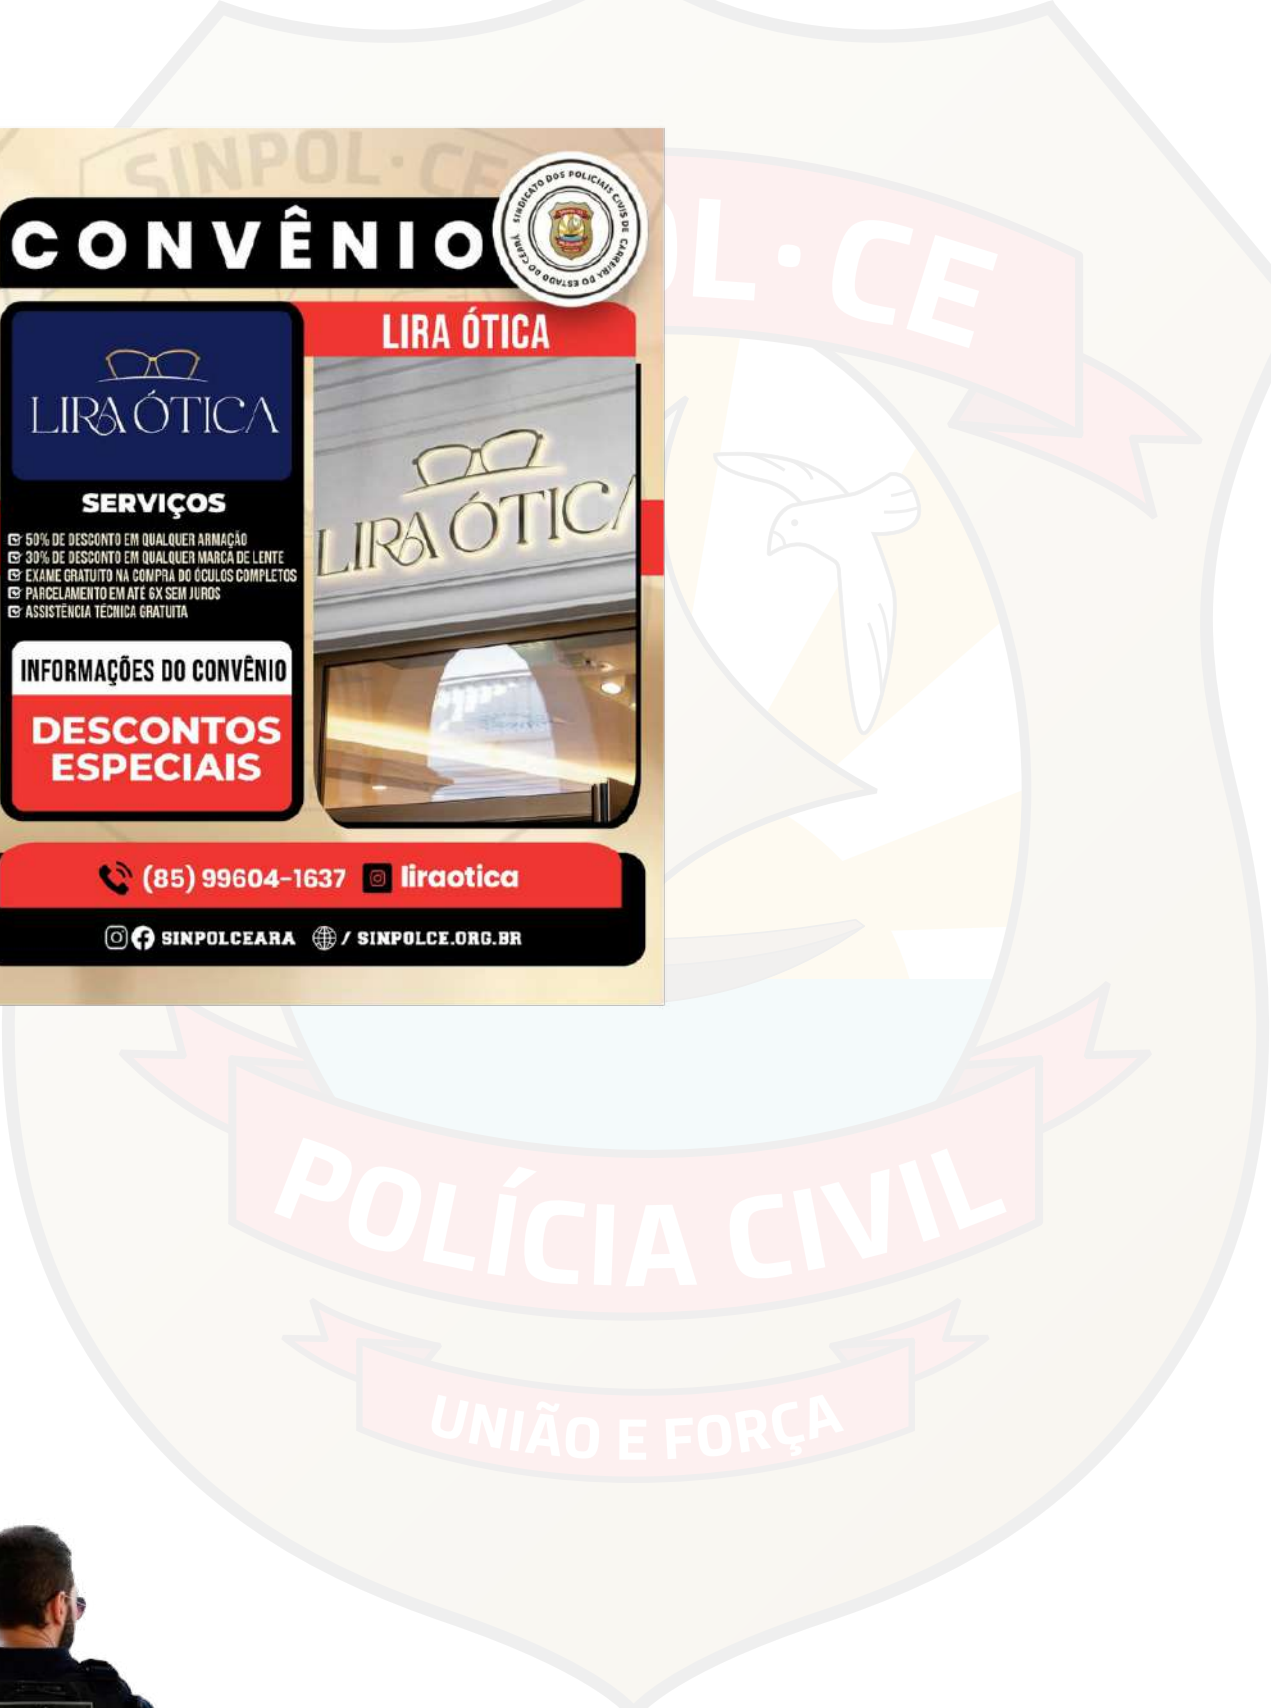 SINPOL·CE
CONVÊNIO
SINDICATO DOS POLICIAIS CIVIS DE CARREIRA DO ESTADO DO CEARÁ
LIRA ÓTICA
LIRA ÓTICA
LIRA ÓTICA
SERVIÇOS
50% DE DESCONTO EM QUALQUER ARMAÇÃO
30% DE DESCONTO EM QUALQUER MARCA DE LENTE
EXAME GRATUITO NA COMPRA DO ÓCULOS COMPLETOS
PARCELAMENTO EM ATÉ 6X SEM JUROS
ASSISTÊNCIA TÉCNICA GRATUITA
INFORMAÇÕES DO CONVÊNIO
DESCONTOS
ESPECIAIS
(85) 99604-1637 liraotica
SINPOLCEARA / SINPOLCE.ORG.BR
OL·CE
POLÍCIA CIVIL
UNIÃO E FORÇA